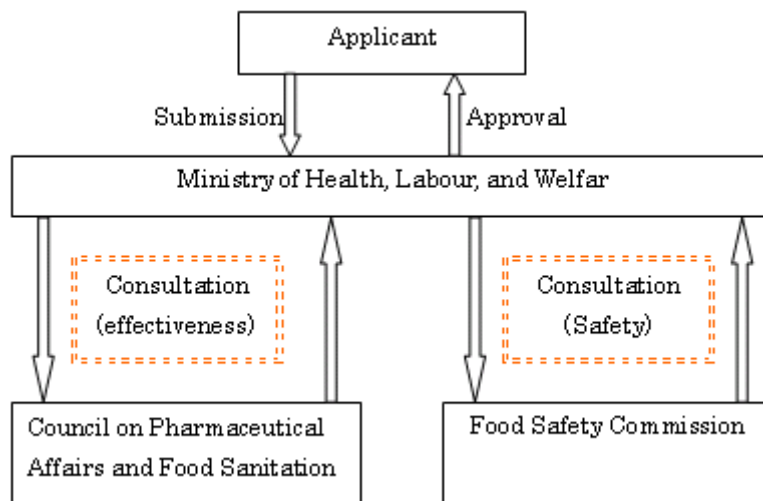 Applicant
Submission
Approval
Ministry of Health, Labour, and Welfar
Consultation
(effectiveness)
Consultation
(Safety)
Council on Pharmaceutical
Affairs and Food Sanitation
Food Safety Commission